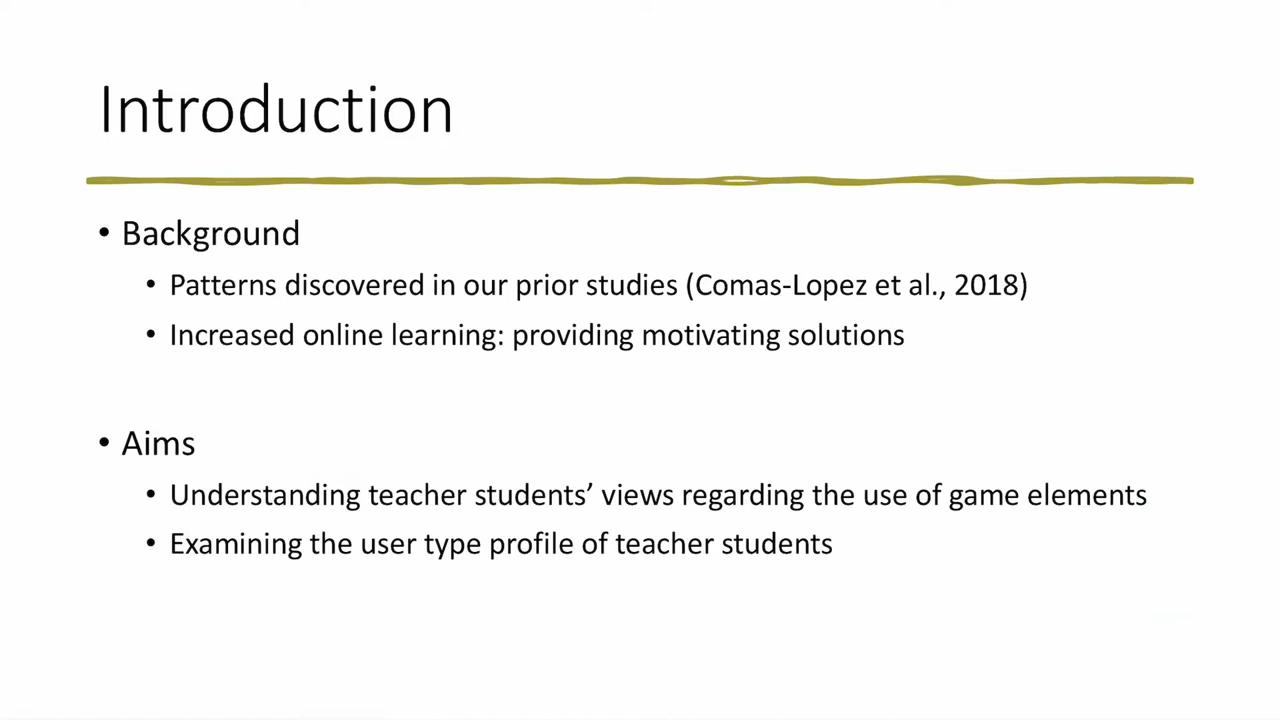 Introduction
• Background
• Patterns discovered in our prior studies (Comas-Lopez et al., 2018)
• Increased online learning: providing motivating solutions
• Aims
• Understanding teacher students’ views regarding the use of game elements
• Examining the user type profile of teacher students